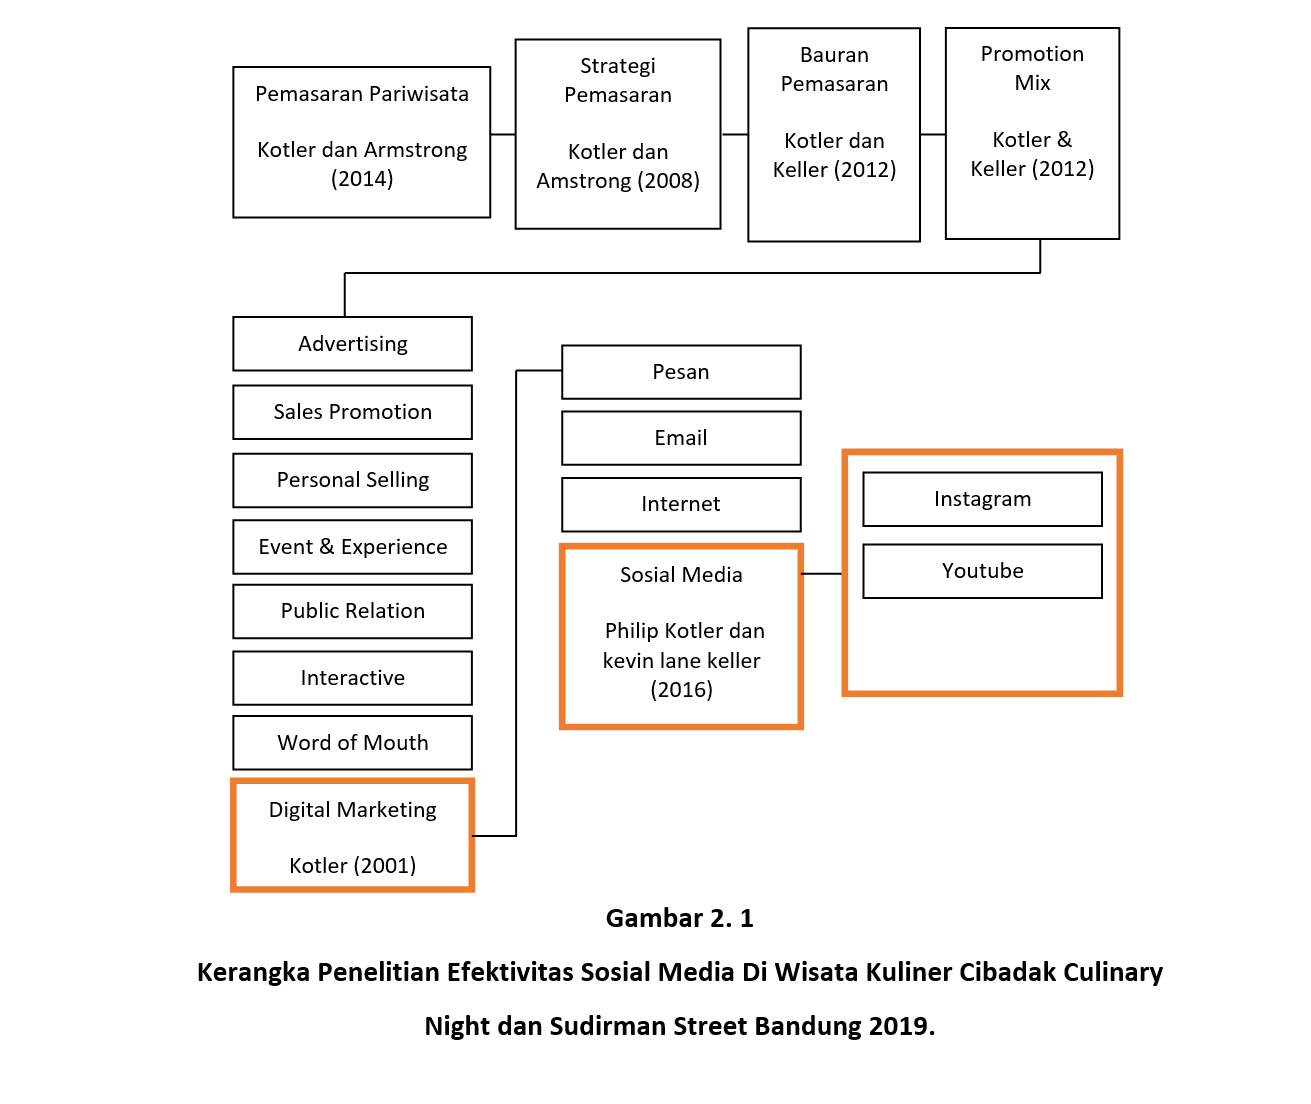 Pemasaran Pariwisata
Kotler dan Armstrong
(2014)
Strategi
Pemasaran
Kotler dan
Amstrong (2008)
Bauran
Pemasaran
Kotler dan
Keller (2012)
Promotion
Mix
Kotler &
Keller (2012)
Advertising
Sales Promotion
Personal Selling
Event & Experience
Public Relation
Interactive
Word of Mouth
Digital Marketing
Kotler (2001)
Pesan
Email
Internet
Sosial Media
Philip Kotler dan
kevin lane keller
(2016)
Instagram
Youtube
Gambar 2. 1
Kerangka Penelitian Efektivitas Sosial Media Di Wisata Kuliner Cibadak Culinary
Night dan Sudirman Street Bandung 2019.